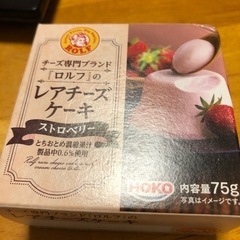 ROLF
チーズ専門ブランド
「ロルフ」の
レアチーズ
ケーキ
ストロベリー
とちおとめ濃縮果汁
製品中0.6%使用
HOKO
内容量75g
写真はイメージです。